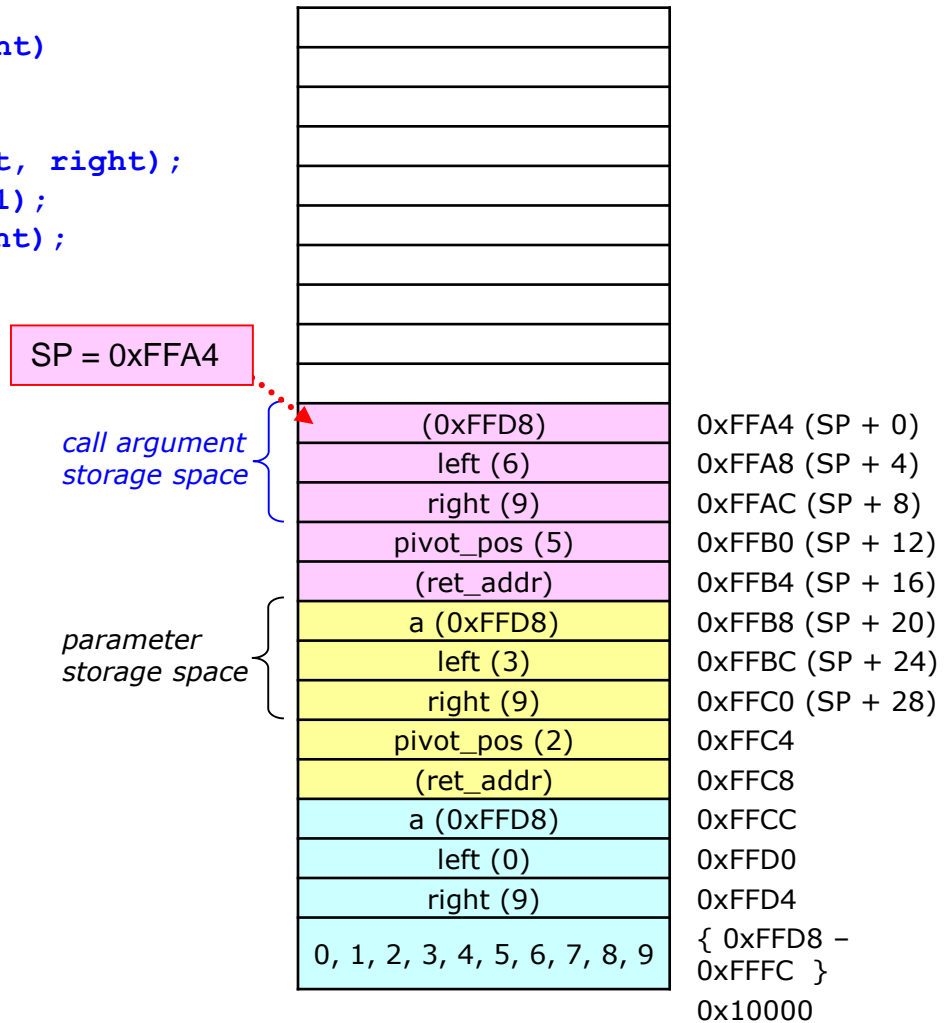 nt)
t, right);
1);
nt);
SP = 0xFFA4
call argument
storage space
parameter
storage space
(0xFFD8) 0xFFA4 (SP + 0)
left (6) 0xFFA8 (SP + 4)
right (9) 0xFFAC (SP + 8)
pivot_pos (5) 0xFFB0 (SP + 12)
(ret_addr) 0xFFB4 (SP + 16)
a (0xFFD8) 0xFFB8 (SP + 20)
left (3) 0xFFBC (SP + 24)
right (9) 0xFFC0 (SP + 28)
pivot_pos (2) 0xFFC4
(ret_addr) 0xFFC8
a (0xFFD8) 0xFFCC
left (0) 0xFFD0
right (9) 0xFFD4
0, 1, 2, 3, 4, 5, 6, 7, 8, 9
{ 0xFFD8 –
0xFFFC }
0x10000